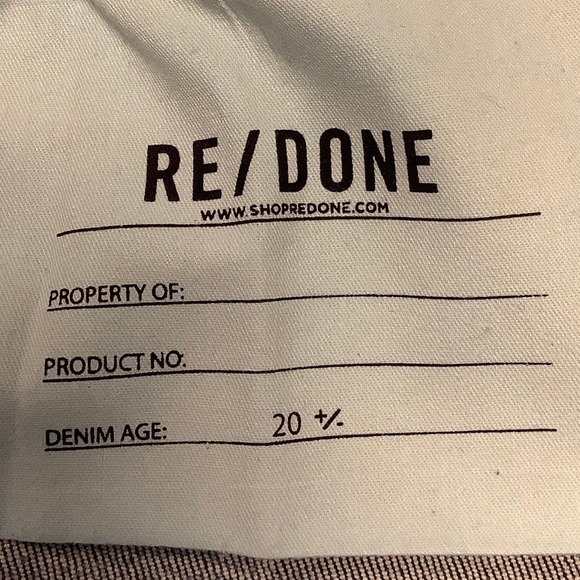 RE/DONE
WWW.SHOPREDONE.COM
PROPERTY OF:
PRODUCT NO.
DENIM AGE: 20 +/-